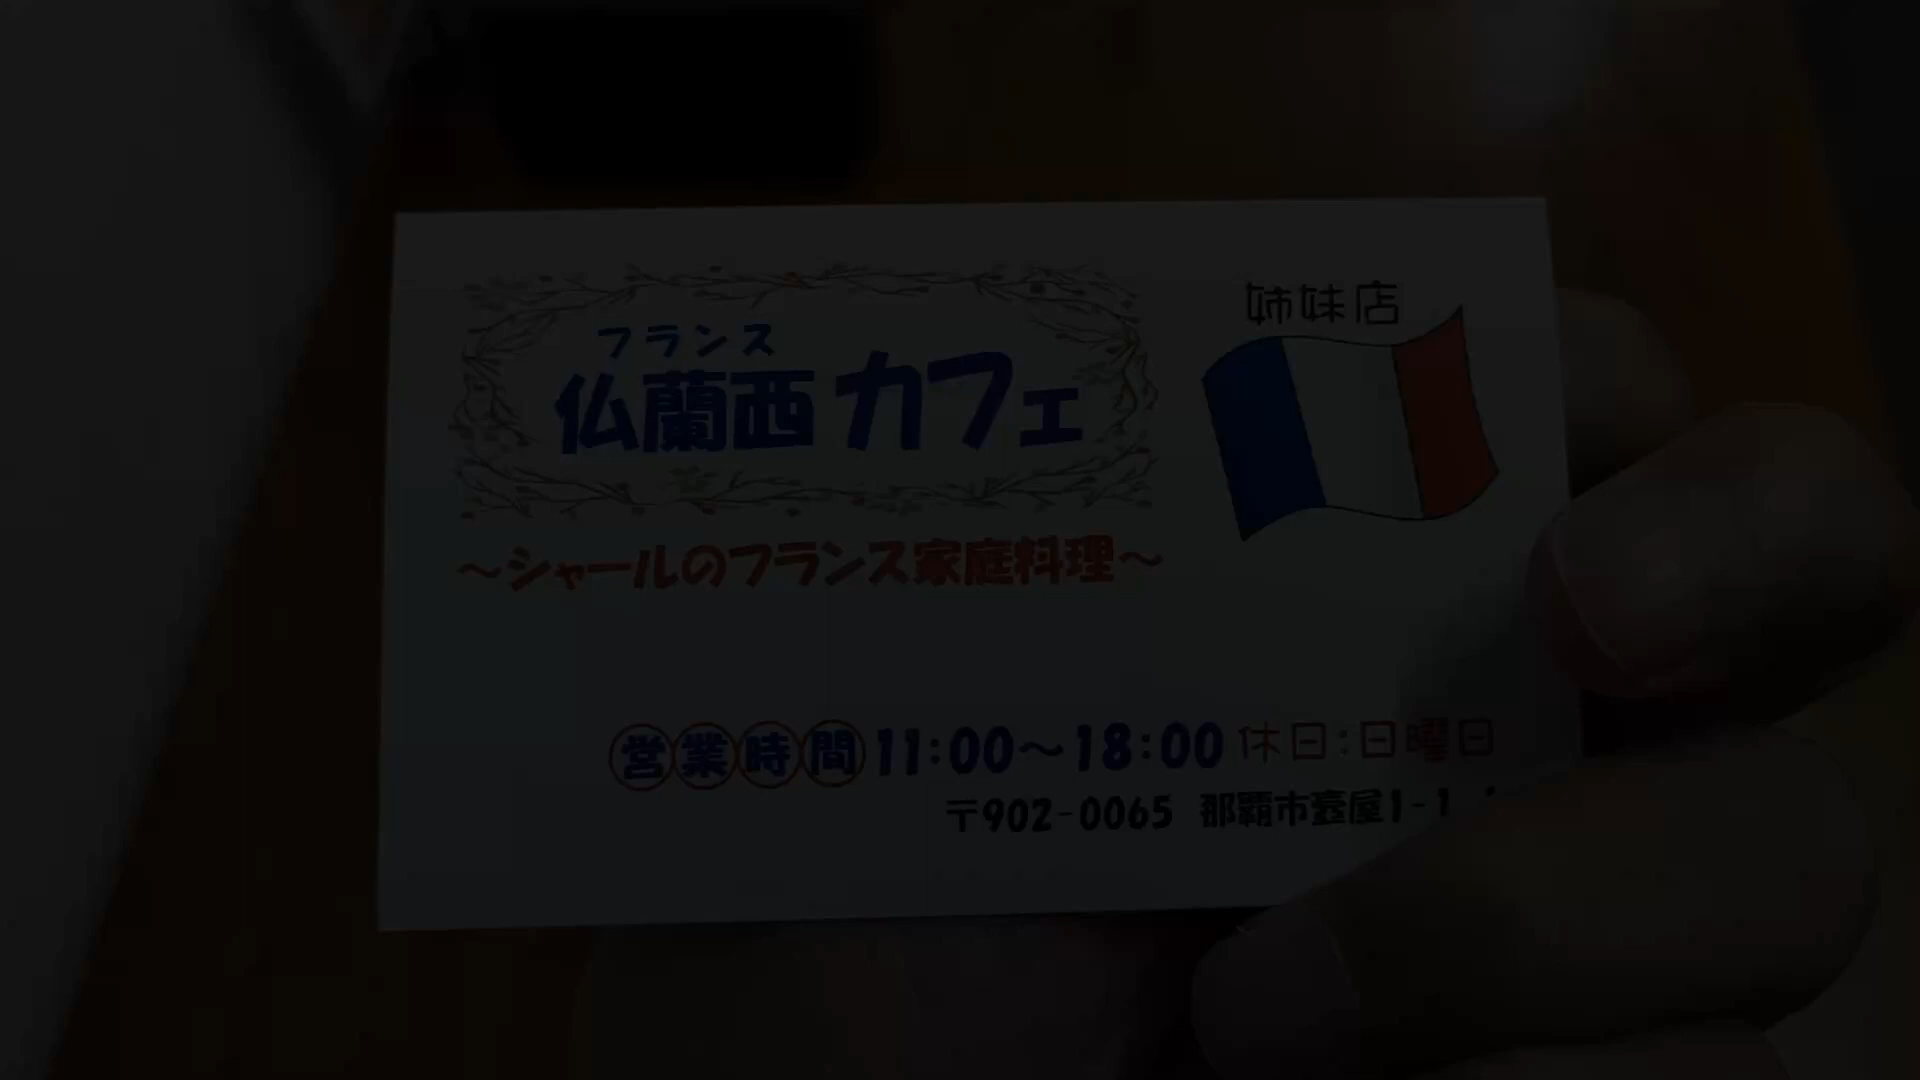 姉妹店
フランス
仏蘭西 カフェ
～シャールのフランス家庭料理～
営業時間 11:00～18:00 休日:日曜日
〒902-0065 那覇市壺屋1-1